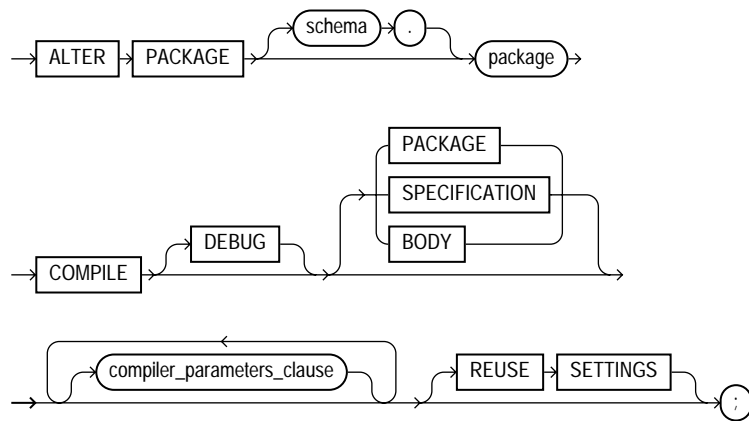 schema .
ALTER PACKAGE package
PACKAGE
SPECIFICATION
DEBUG BODY
COMPILE
compiler_parameters_clause REUSE SETTINGS
;